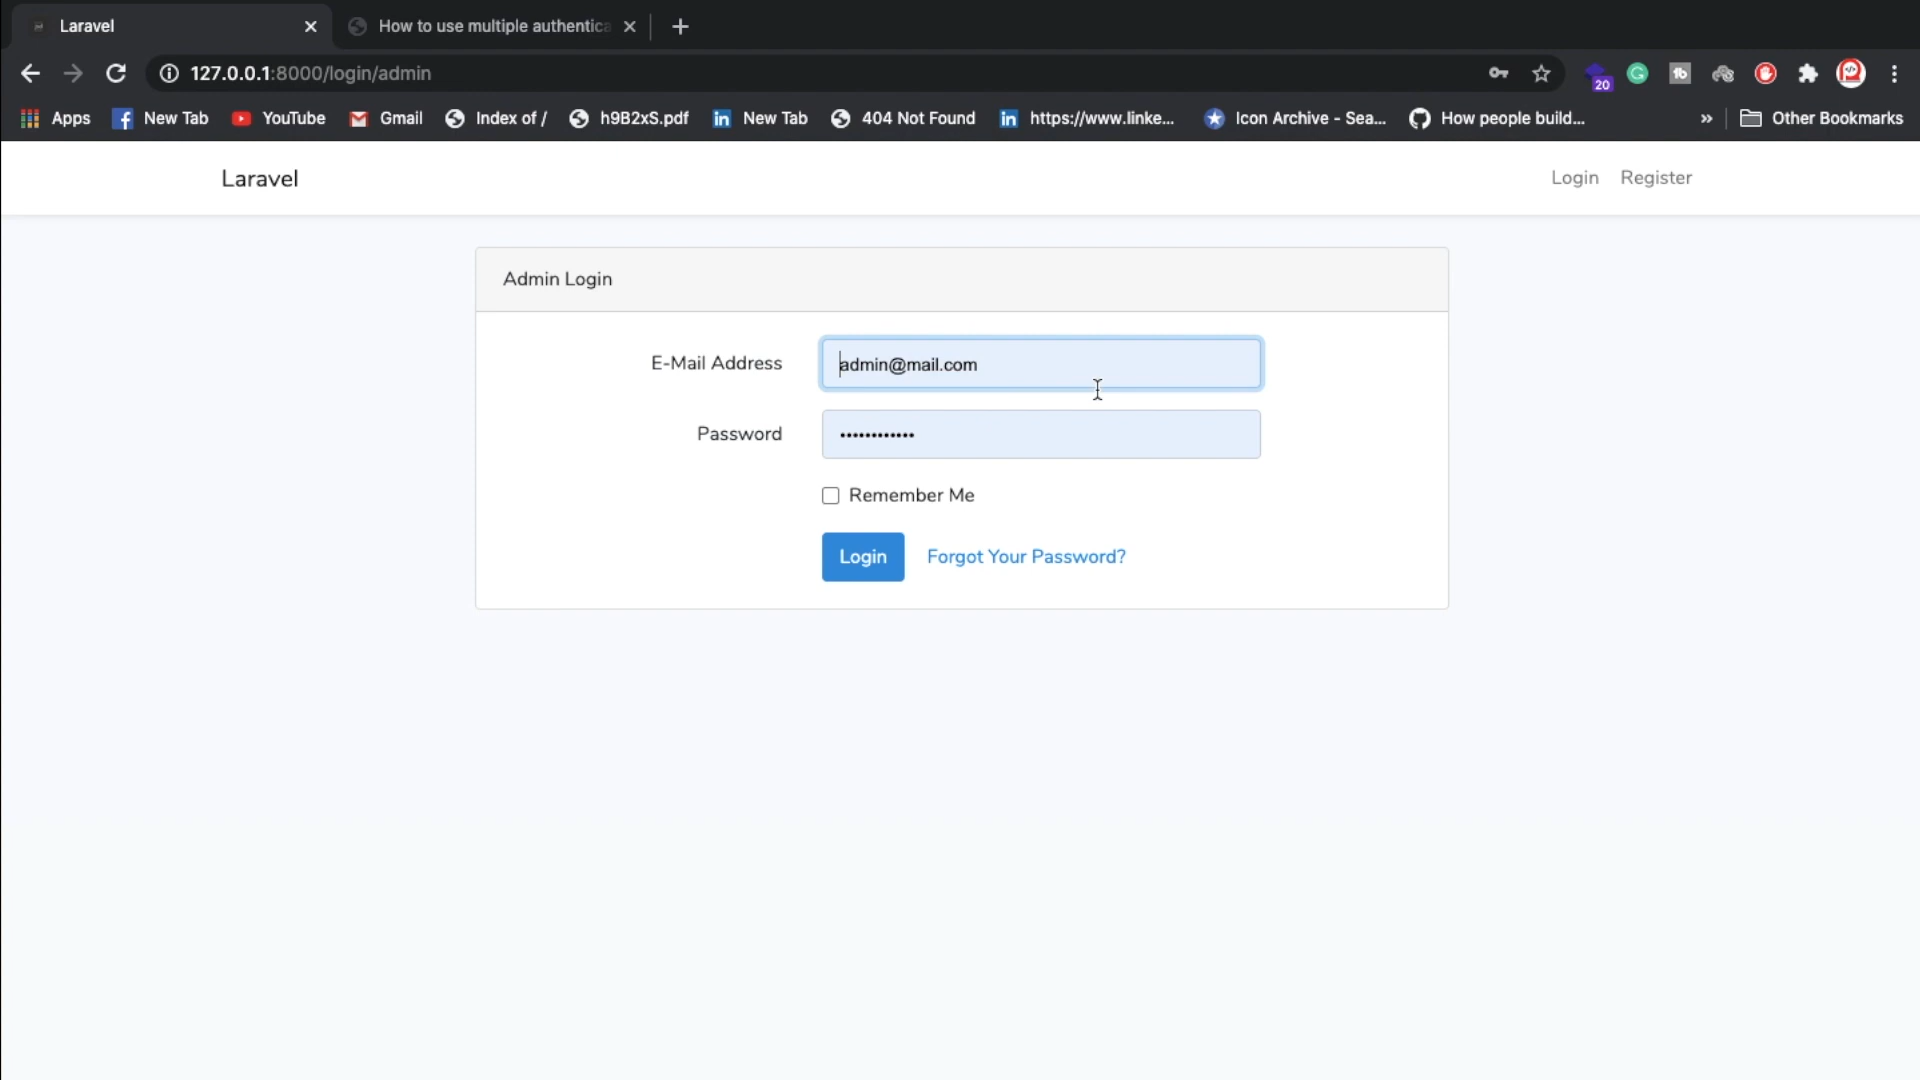 Laravel
How to use multiple authentica
127.0.0.1:8000/login/admin
20
Apps
New Tab
YouTube
Gmail
Index of /
h9B2xS.pdf
in
New Tab
404 Not Found
in
https://www.linke...
Icon Archive - Sea...
How people build...
»
Other Bookmarks
Laravel
Login
Register
Admin Login
E-Mail Address
admin@mail.com
Password
••••••••••••
Remember Me
Login
Forgot Your Password?